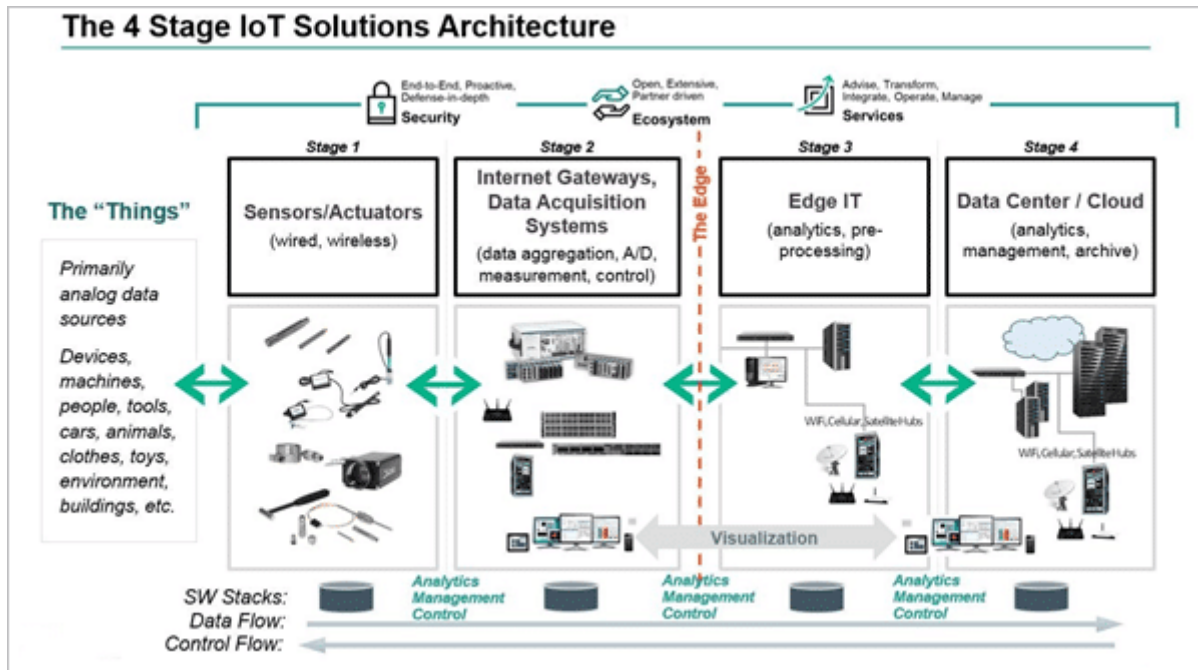 The 4 Stage IoT Solutions Architecture
End-to-End, Proactive,
Defense-in-depth
Security
Open, Extensive,
Partner driven
Ecosystem
Advise, Transform,
Integrate, Operate, Manage
Services
The “Things”
Primarily
analog data
sources
Devices,
machines,
people, tools,
cars, animals,
clothes, toys,
environment,
buildings, etc.
Stage 1
Sensors/Actuators
(wired, wireless)
Stage 2
Internet Gateways,
Data Acquisition
Systems
(data aggregation, A/D,
measurement, control)
The Edge
Stage 3
Edge IT
(analytics, pre-
processing)
Stage 4
Data Center / Cloud
(analytics,
management, archive)
WiFi, Cellular, Satellite Hubs
WiFi, Cellular, Satellite Hubs
Visualization
SW Stacks:
Data Flow:
Control Flow:
Analytics
Management
Control
Analytics
Management
Control
Analytics
Management
Control